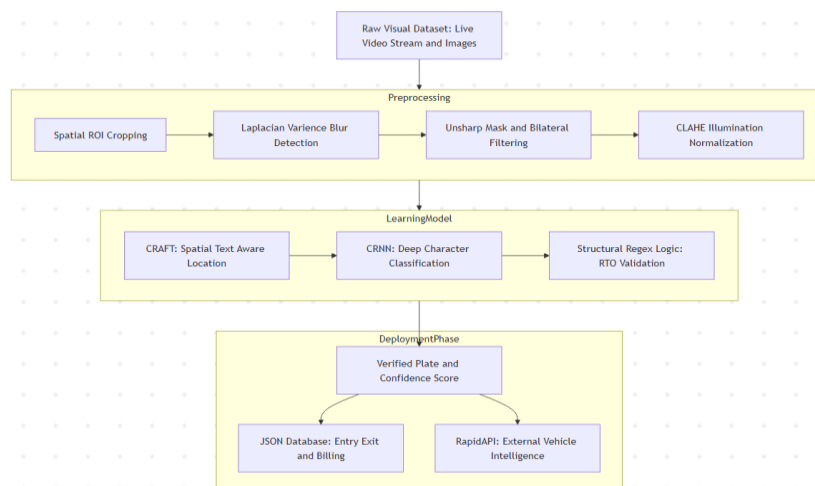 Raw Visual Dataset: Live
Video Stream and Images
Preprocessing
Spatial ROI Cropping
Laplacian Varience Blur
Detection
Unsharp Mask and Bilateral
Filtering
CLAHE Illumination
Normalization
LearningModel
CRAFT: Spatial Text Aware
Location
CRNN: Deep Character
Classification
Structural Regex Logic:
RTO Validation
DeploymentPhase
Verified Plate and
Confidence Score
JSON Database: Entry Exit
and Billing
RapidAPI: External Vehicle
Intelligence